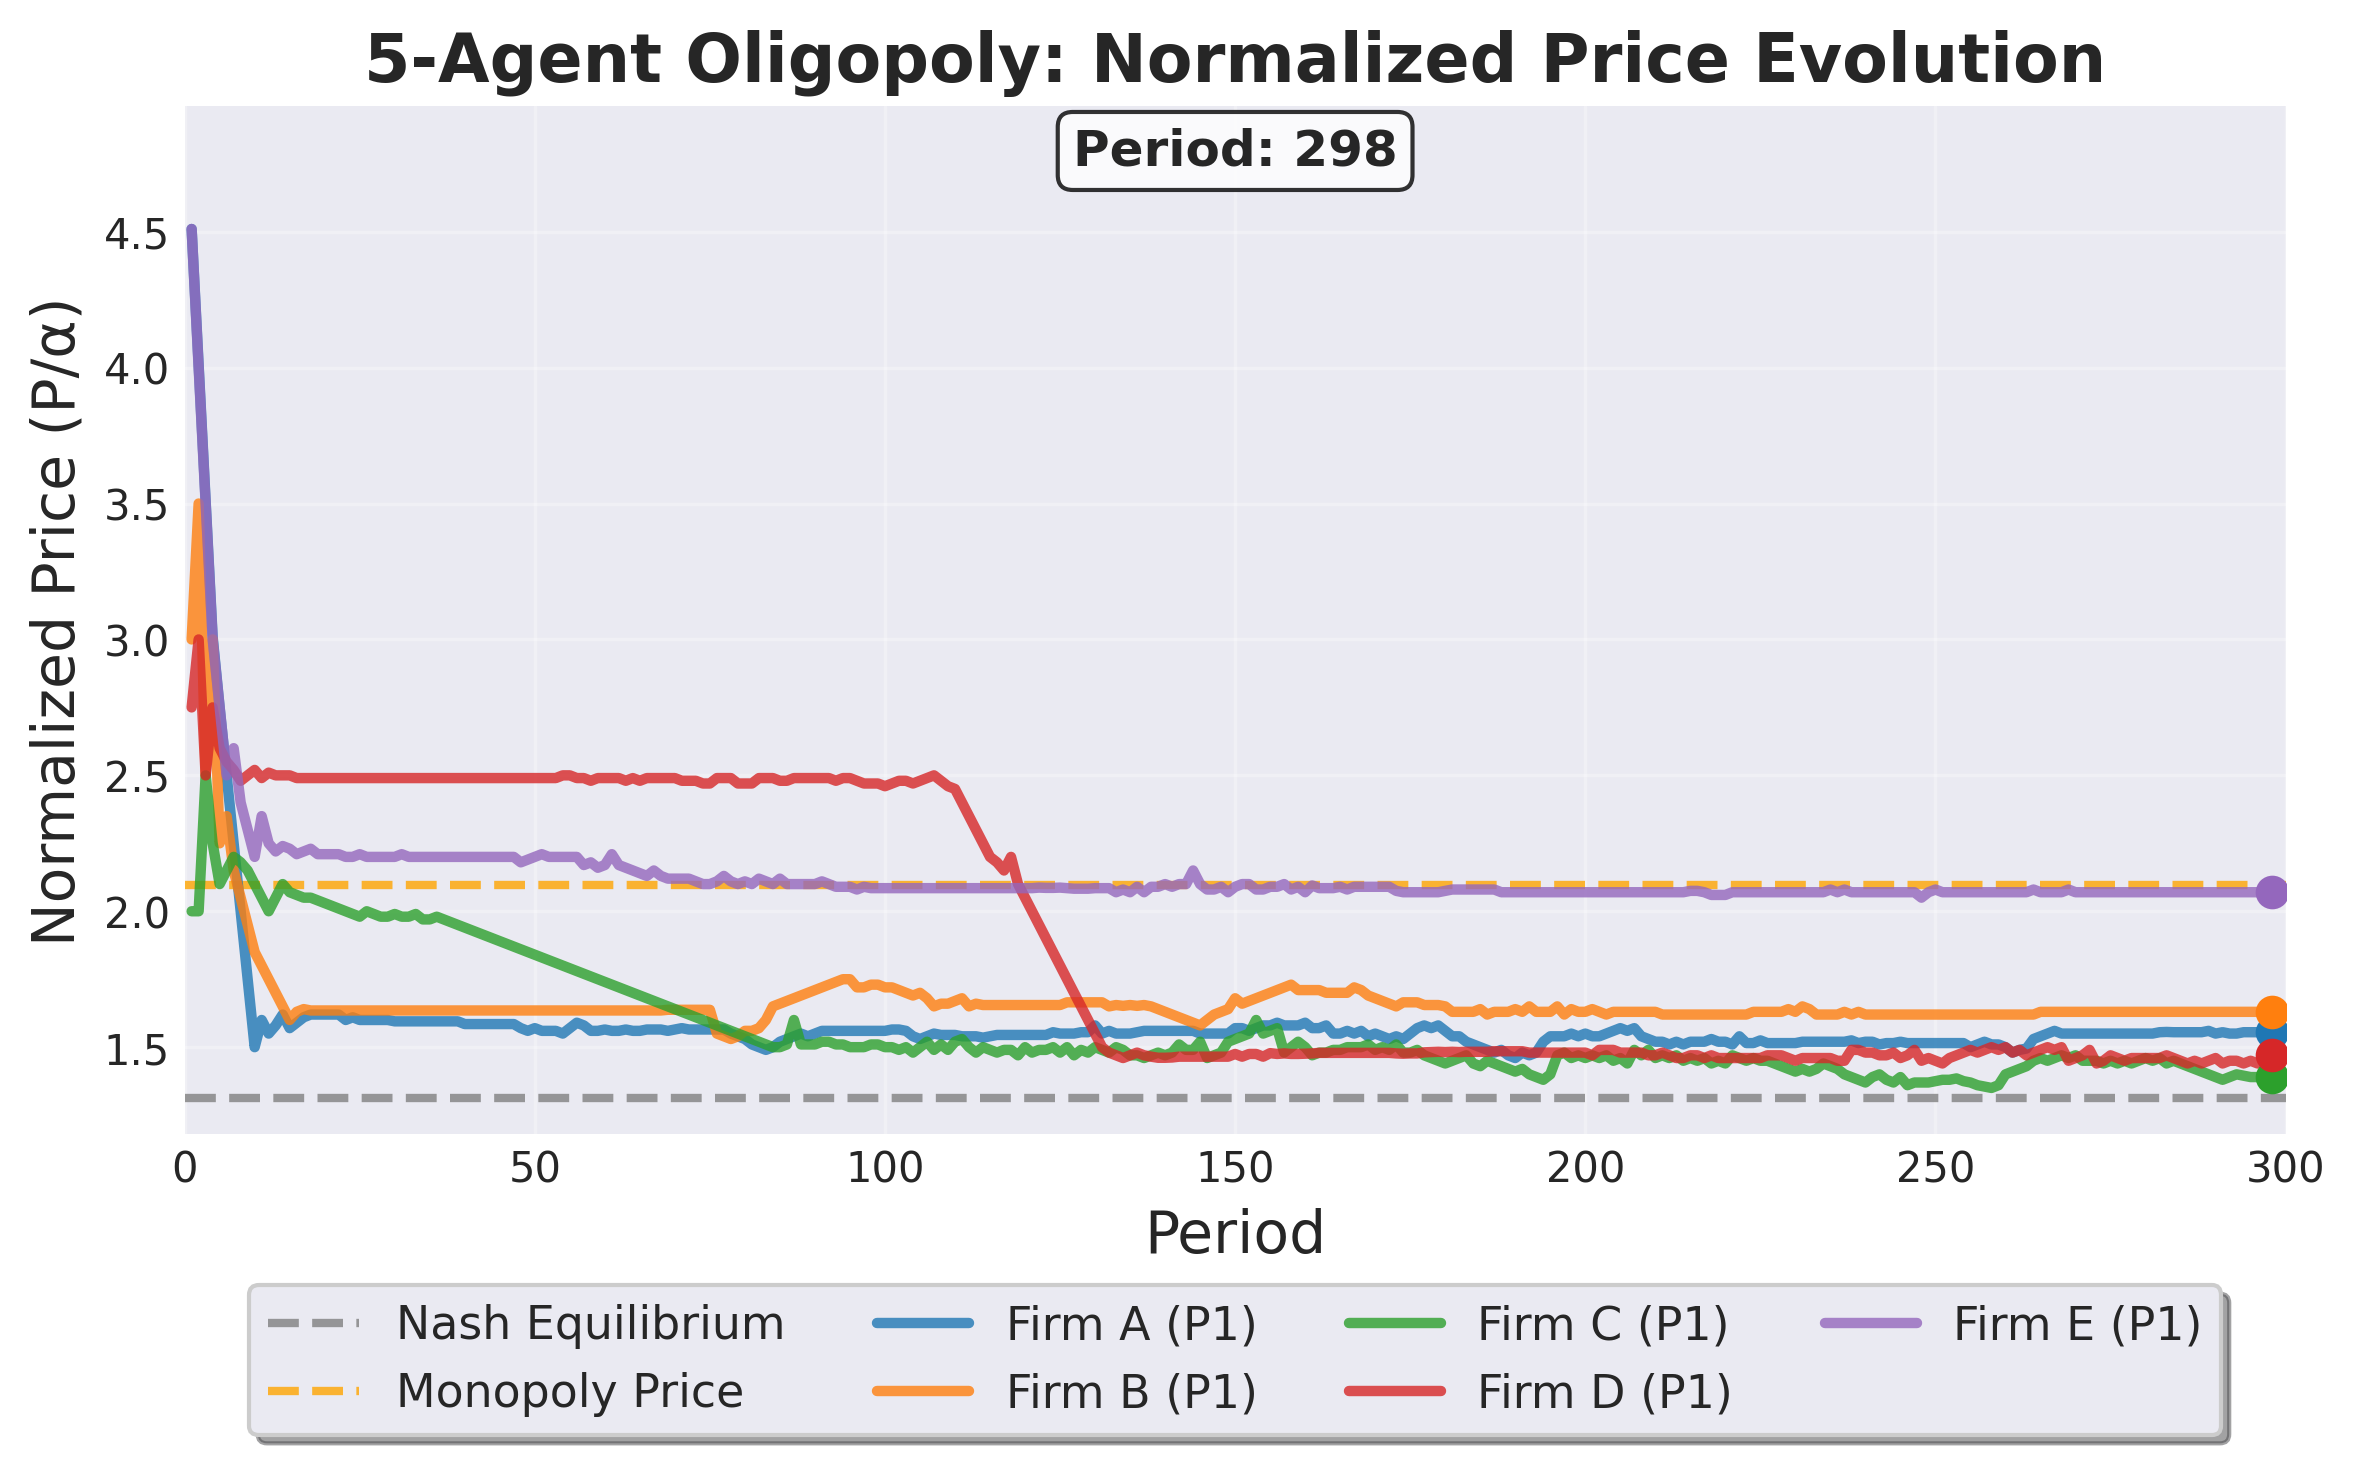 5-Agent Oligopoly: Normalized Price Evolution
Period: 298
Normalized Price (P/α)
4.5
4.0
3.5
3.0
2.5
2.0
1.5
0 50 100 150 200 250 300
Period
Nash Equilibrium Firm A (P1) Firm C (P1) Firm E (P1)
Monopoly Price Firm B (P1) Firm D (P1)